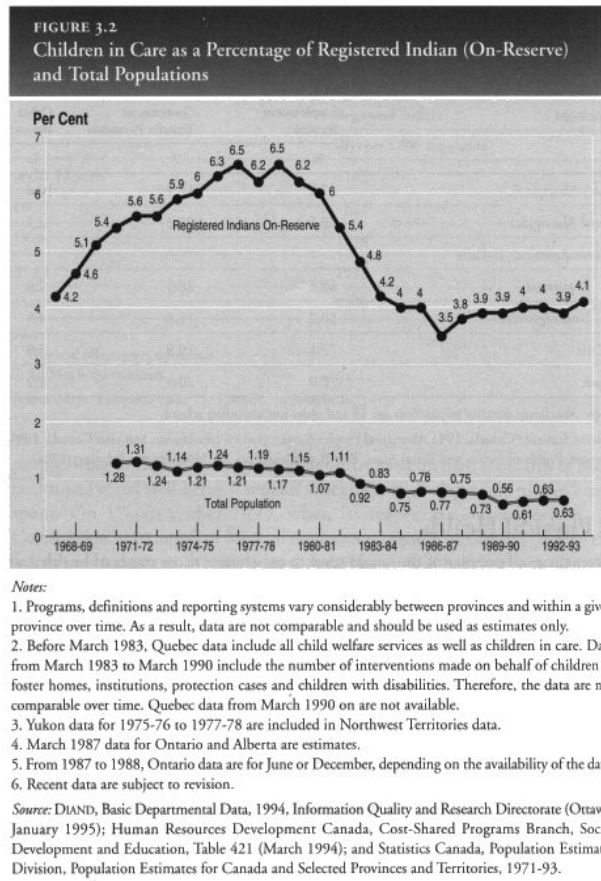 FIGURE 3.2
Children in Care as a Percentage of Registered Indian (On-Reserve)
and Total Populations
Per Cent
7
6
5
4
3
2
1
0
4.2
4.6
5.1
5.4
5.6
5.6
5.9
6
6.3
6.5
6.2
6.5
6.2
6
5.4
4.8
4.2
4
4
3.5
3.8
3.9
3.9
4
4
3.9
4.1
Registered Indians On-Reserve
1.28
1.31
1.24
1.14
1.21
1.24
1.21
1.19
1.17
1.15
1.07
1.11
0.92
0.83
0.75
0.78
0.77
0.75
0.73
0.56
0.61
0.63
0.63
Total Population
1968-69 1971-72 1974-75 1977-78 1980-81 1983-84 1986-87 1989-90 1992-93
Notes:
1. Programs, definitions and reporting systems vary considerably between provinces and within a
province over time. As a result, data are not comparable and should be used as estimates only.
2. Before March 1983, Quebec data include all child welfare services as well as children in care.
from March 1983 to March 1990 include the number of interventions made on behalf of children
foster homes, institutions, protection cases and children with disabilities. Therefore, the data are
comparable over time. Quebec data from March 1990 on are not available.
3. Yukon data for 1975-76 to 1977-78 are included in Northwest Territories data.
4. March 1987 data for Ontario and Alberta are estimates.
5. From 1987 to 1988, Ontario data are for June or December, depending on the availability of the
6. Recent data are subject to revision.
Source: DIAND, Basic Departmental Data, 1994, Information Quality and Research Directorate
January 1995); Human Resources Development Canada, Cost-Shared Programs Branch,
Development and Education, Table 421 (March 1994); and Statistics Canada, Population
Division, Population Estimates for Canada and Selected Provinces and Territories, 1971-93.